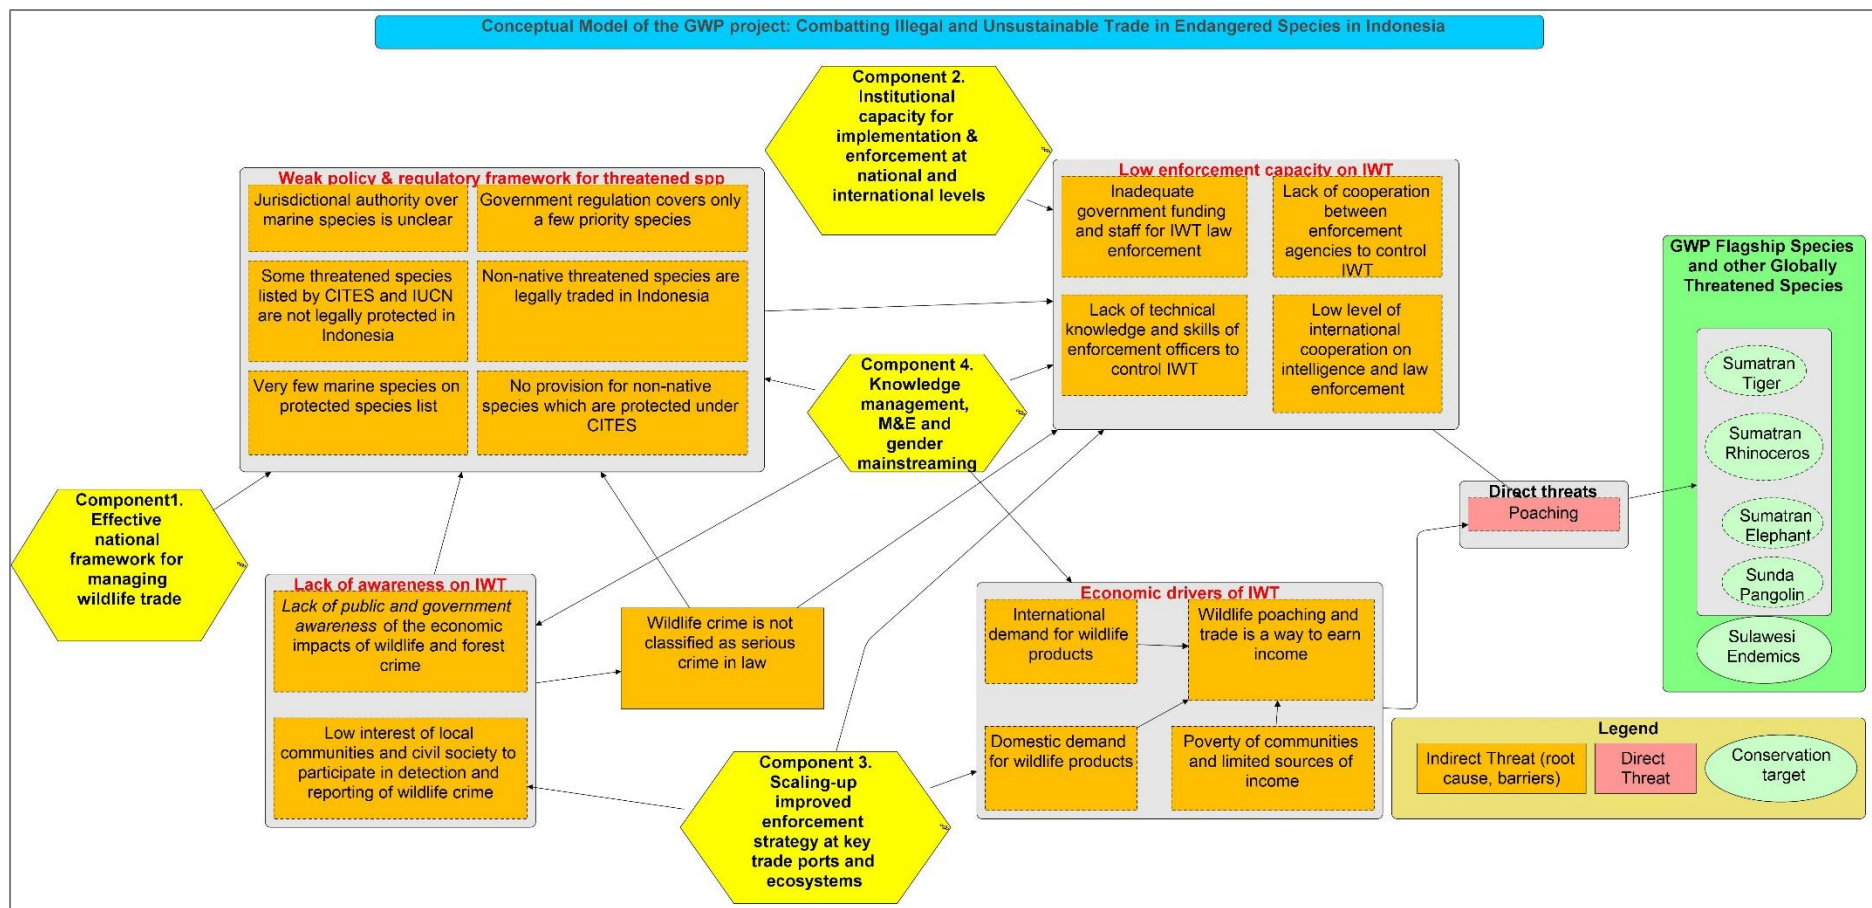 Conceptual Model of the GWP project: Combatting Illegal and Unsustainable Trade in Endangered Species in Indonesia
Component 2.
Institutional
capacity for
implementation &
enforcement at
national and
international levels
Weak policy & regulatory framework for threatened spp
Jurisdictional authority over
marine species is unclear
Government regulation covers only
a few priority species
Some threatened species
listed by CITES and IUCN
are not legally protected in
Indonesia
Non-native threatened species are
legally traded in Indonesia
Very few marine species on
protected species list
No provision for non-native
species which are protected under
CITES
Low enforcement capacity on IWT
Inadequate
government funding
and staff for IWT law
enforcement
Lack of cooperation
between
enforcement
agencies to control
IWT
Lack of technical
knowledge and skills of
enforcement officers to
control IWT
Low level of
international
cooperation on
intelligence and law
enforcement
GWP Flagship Species
and other Globally
Threatened Species
Sumatran
Tiger
Sumatran
Rhinoceros
Sumatran
Elephant
Sunda
Pangolin
Sulawesi
Endemics
Component 4.
Knowledge
management,
M&E and
gender
mainstreaming
Direct threats
Poaching
Component1.
Effective
national
framework for
managing
wildlife trade
Lack of awareness on IWT
Lack of public and government
awareness of the economic
impacts of wildlife and forest
crime
Low interest of local
communities and civil society to
participate in detection and
reporting of wildlife crime
Wildlife crime is not
classified as serious
crime in law
Economic drivers of IWT
International
demand for wildlife
products
Wildlife poaching and
trade is a way to earn
income
Domestic demand
for wildlife products
Poverty of communities
and limited sources of
income
Component 3.
Scaling-up
improved
enforcement
strategy at key
trade ports and
ecosystems
Legend
Indirect Threat (root
cause, barriers)
Direct
Threat
Conservation
target